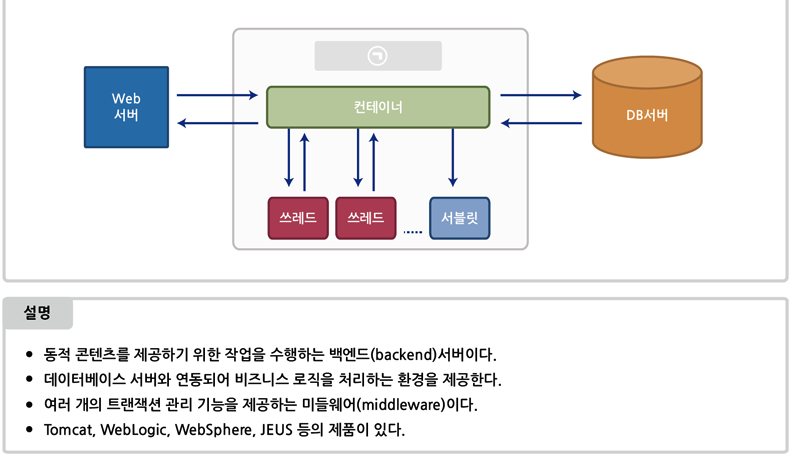 ㉠
Web
서버
컨테이너
DB서버
쓰레드
쓰레드
.....
서블릿
설명
● 동적 콘텐츠를 제공하기 위한 작업을 수행하는 백엔드(backend)서버이다.
● 데이터베이스 서버와 연동되어 비즈니스 로직을 처리하는 환경을 제공한다.
● 여러 개의 트랜잭션 관리 기능을 제공하는 미들웨어(middleware)이다.
● Tomcat, WebLogic, WebSphere, JEUS 등의 제품이 있다.